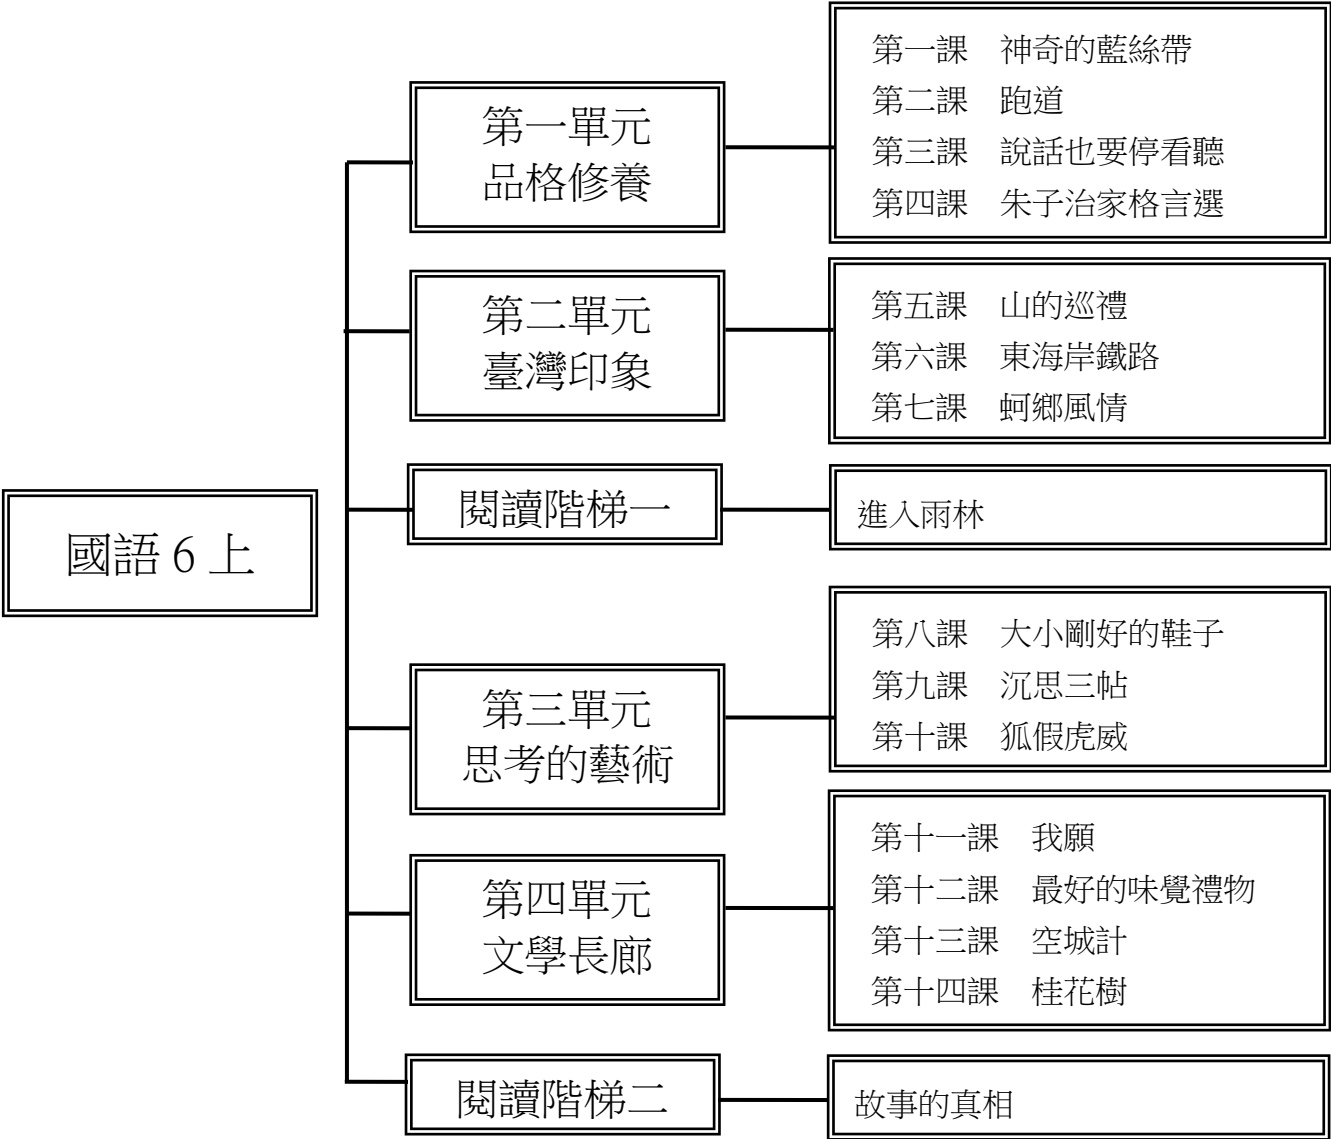 國語 6 上
第一單元
品格修養
第一課　神奇的藍絲帶
第二課　跑道
第三課　說話也要停看聽
第四課　朱子治家格言選
第二單元
臺灣印象
第五課　山的巡禮
第六課　東海岸鐵路
第七課　蚵鄉風情
閱讀階梯一
進入雨林
第三單元
思考的藝術
第八課　大小剛好的鞋子
第九課　沉思三帖
第十課　狐假虎威
第四單元
文學長廊
第十一課　我願
第十二課　最好的味覺禮物
第十三課　空城計
第十四課　桂花樹
閱讀階梯二
故事的真相